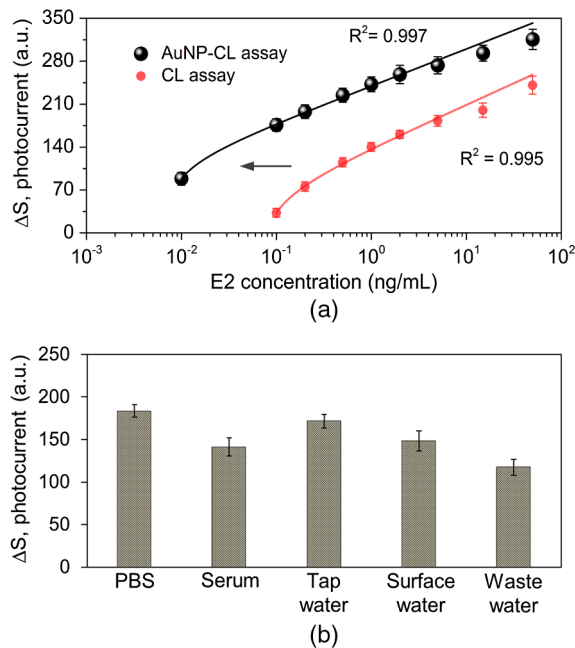 350
280
210
140
70
0
ΔS, photocurrent (a.u.)
AuNP-CL assay
CL assay
R²= 0.997
R² = 0.995
10⁻³ 10⁻² 10⁻¹ 10⁰ 10¹ 10²
E2 concentration (ng/mL)
(a)
250
200
150
100
50
0
ΔS, photocurrent (a.u.)
PBS Serum Tap water Surface water Waste water
(b)